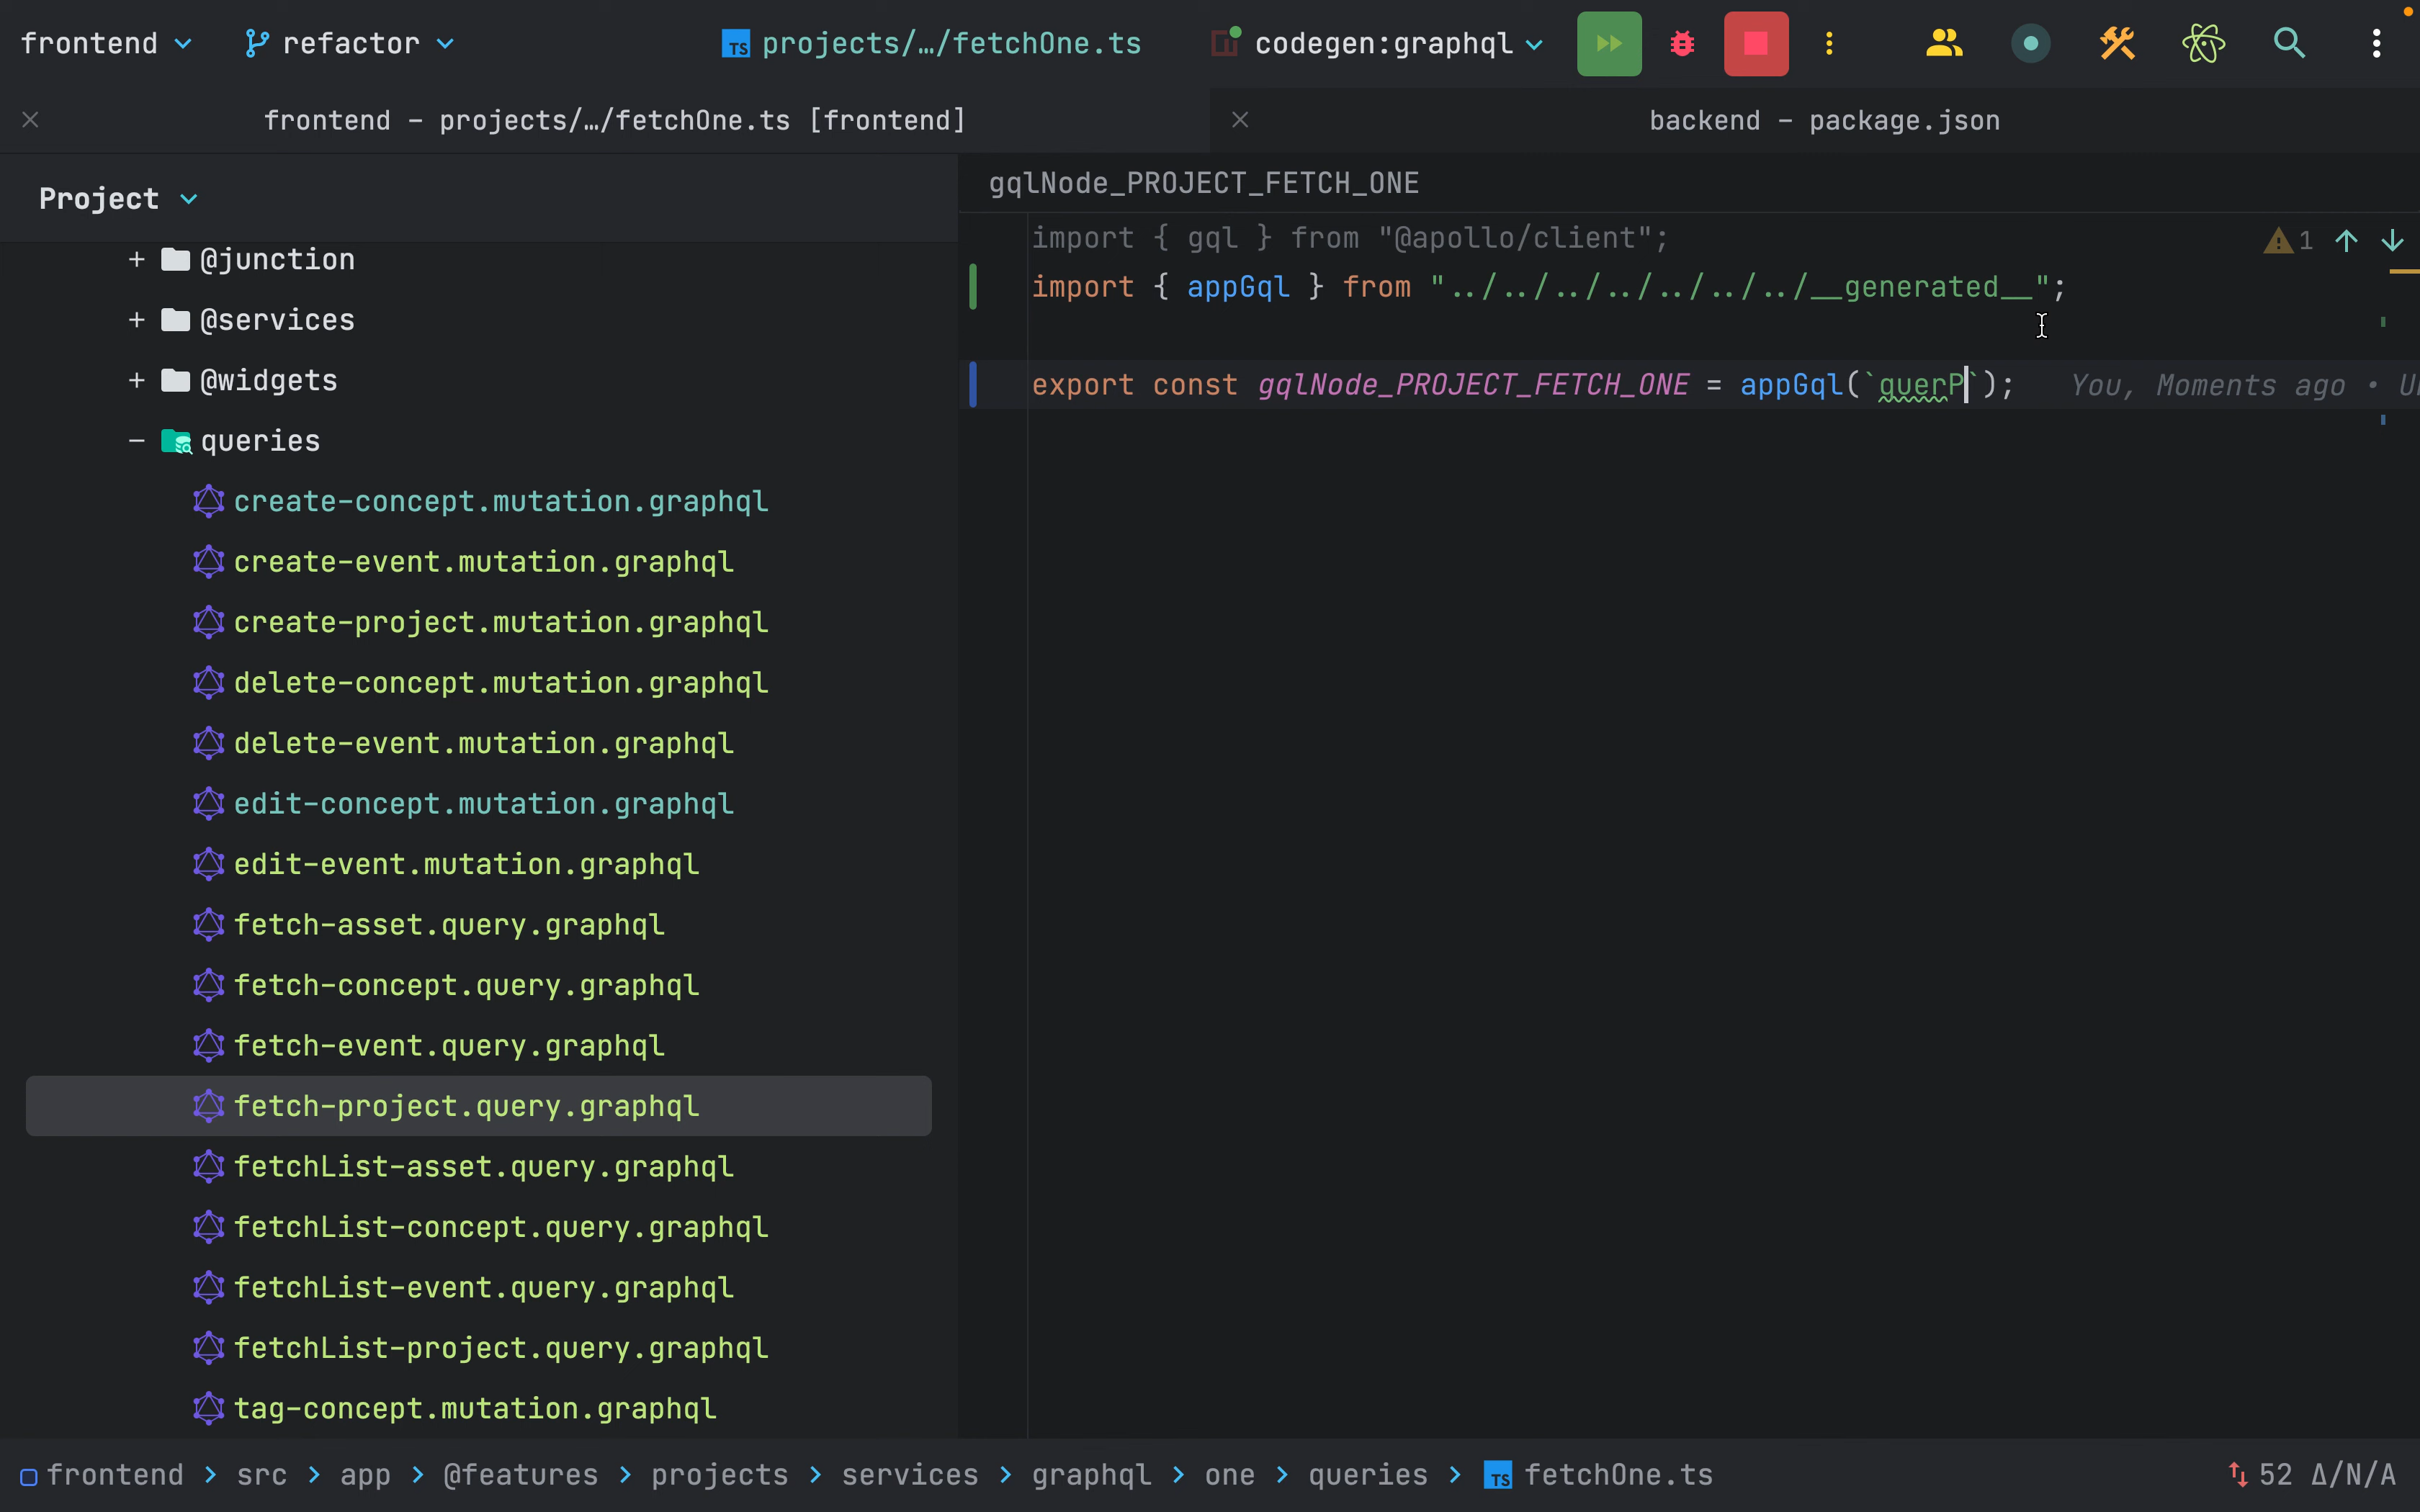 frontend refactor projects/…/fetchOne.ts codegen:graphql
frontend – projects/…/fetchOne.ts [frontend] backend – package.json
Project
gqlNode_PROJECT_FETCH_ONE
+ @junction
+ @services
+ @widgets
− queries
create-concept.mutation.graphql
create-event.mutation.graphql
create-project.mutation.graphql
delete-concept.mutation.graphql
delete-event.mutation.graphql
edit-concept.mutation.graphql
edit-event.mutation.graphql
fetch-asset.query.graphql
fetch-concept.query.graphql
fetch-event.query.graphql
fetch-project.query.graphql
fetchList-asset.query.graphql
fetchList-concept.query.graphql
fetchList-event.query.graphql
fetchList-project.query.graphql
tag-concept.mutation.graphql
import { gql } from "@apollo/client"; 1
import { appGql } from "../../../../../../../__generated__";
export const gqlNode_PROJECT_FETCH_ONE = appGql(`querP`); You, Moments ago •
frontend > src > app > @features > projects > services > graphql > one > queries > fetchOne.ts 52 Δ/N/A